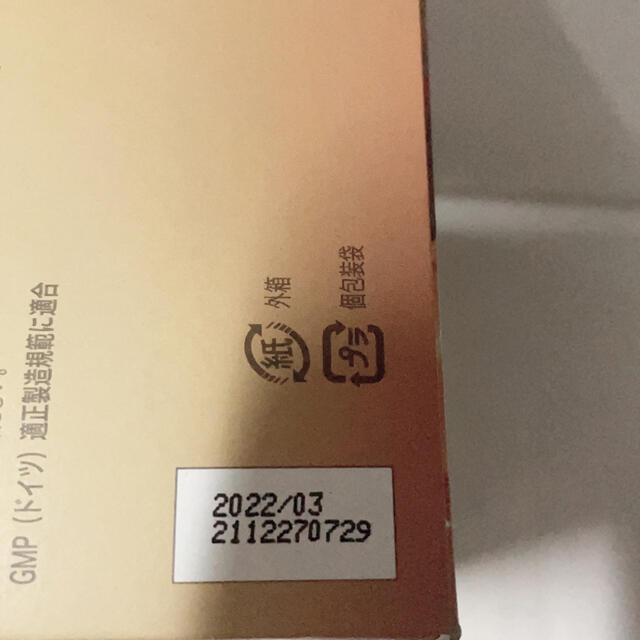 GMP（ドイツ）適正製造規範に適合
紙
外箱
プラ
個包装袋
2022/03
2112270729